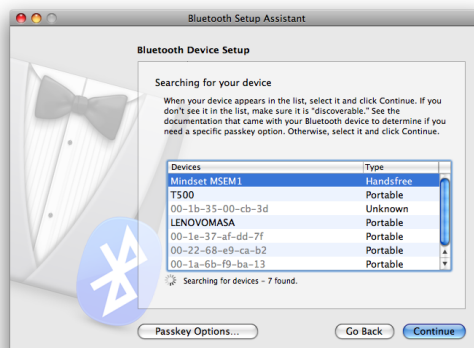 Bluetooth Setup Assistant
Bluetooth Device Setup
Searching for your device
When your device appears in the list, select it and click Continue. If you
don't see it in the list, make sure it is "discoverable." See the
documentation that came with your Bluetooth device to determine if you
need a specific passkey option. Otherwise, select it and click Continue.
Devices Type
Mindset MSEM1 Handsfree
T500 Portable
00-1b-35-00-cb-3d Unknown
LENOVOMASA Portable
00-1e-37-af-dd-7f Portable
00-22-68-e9-ca-b2 Portable
00-1a-6b-f9-ba-13 Portable
Searching for devices – 7 found.
Passkey Options... Go Back Continue